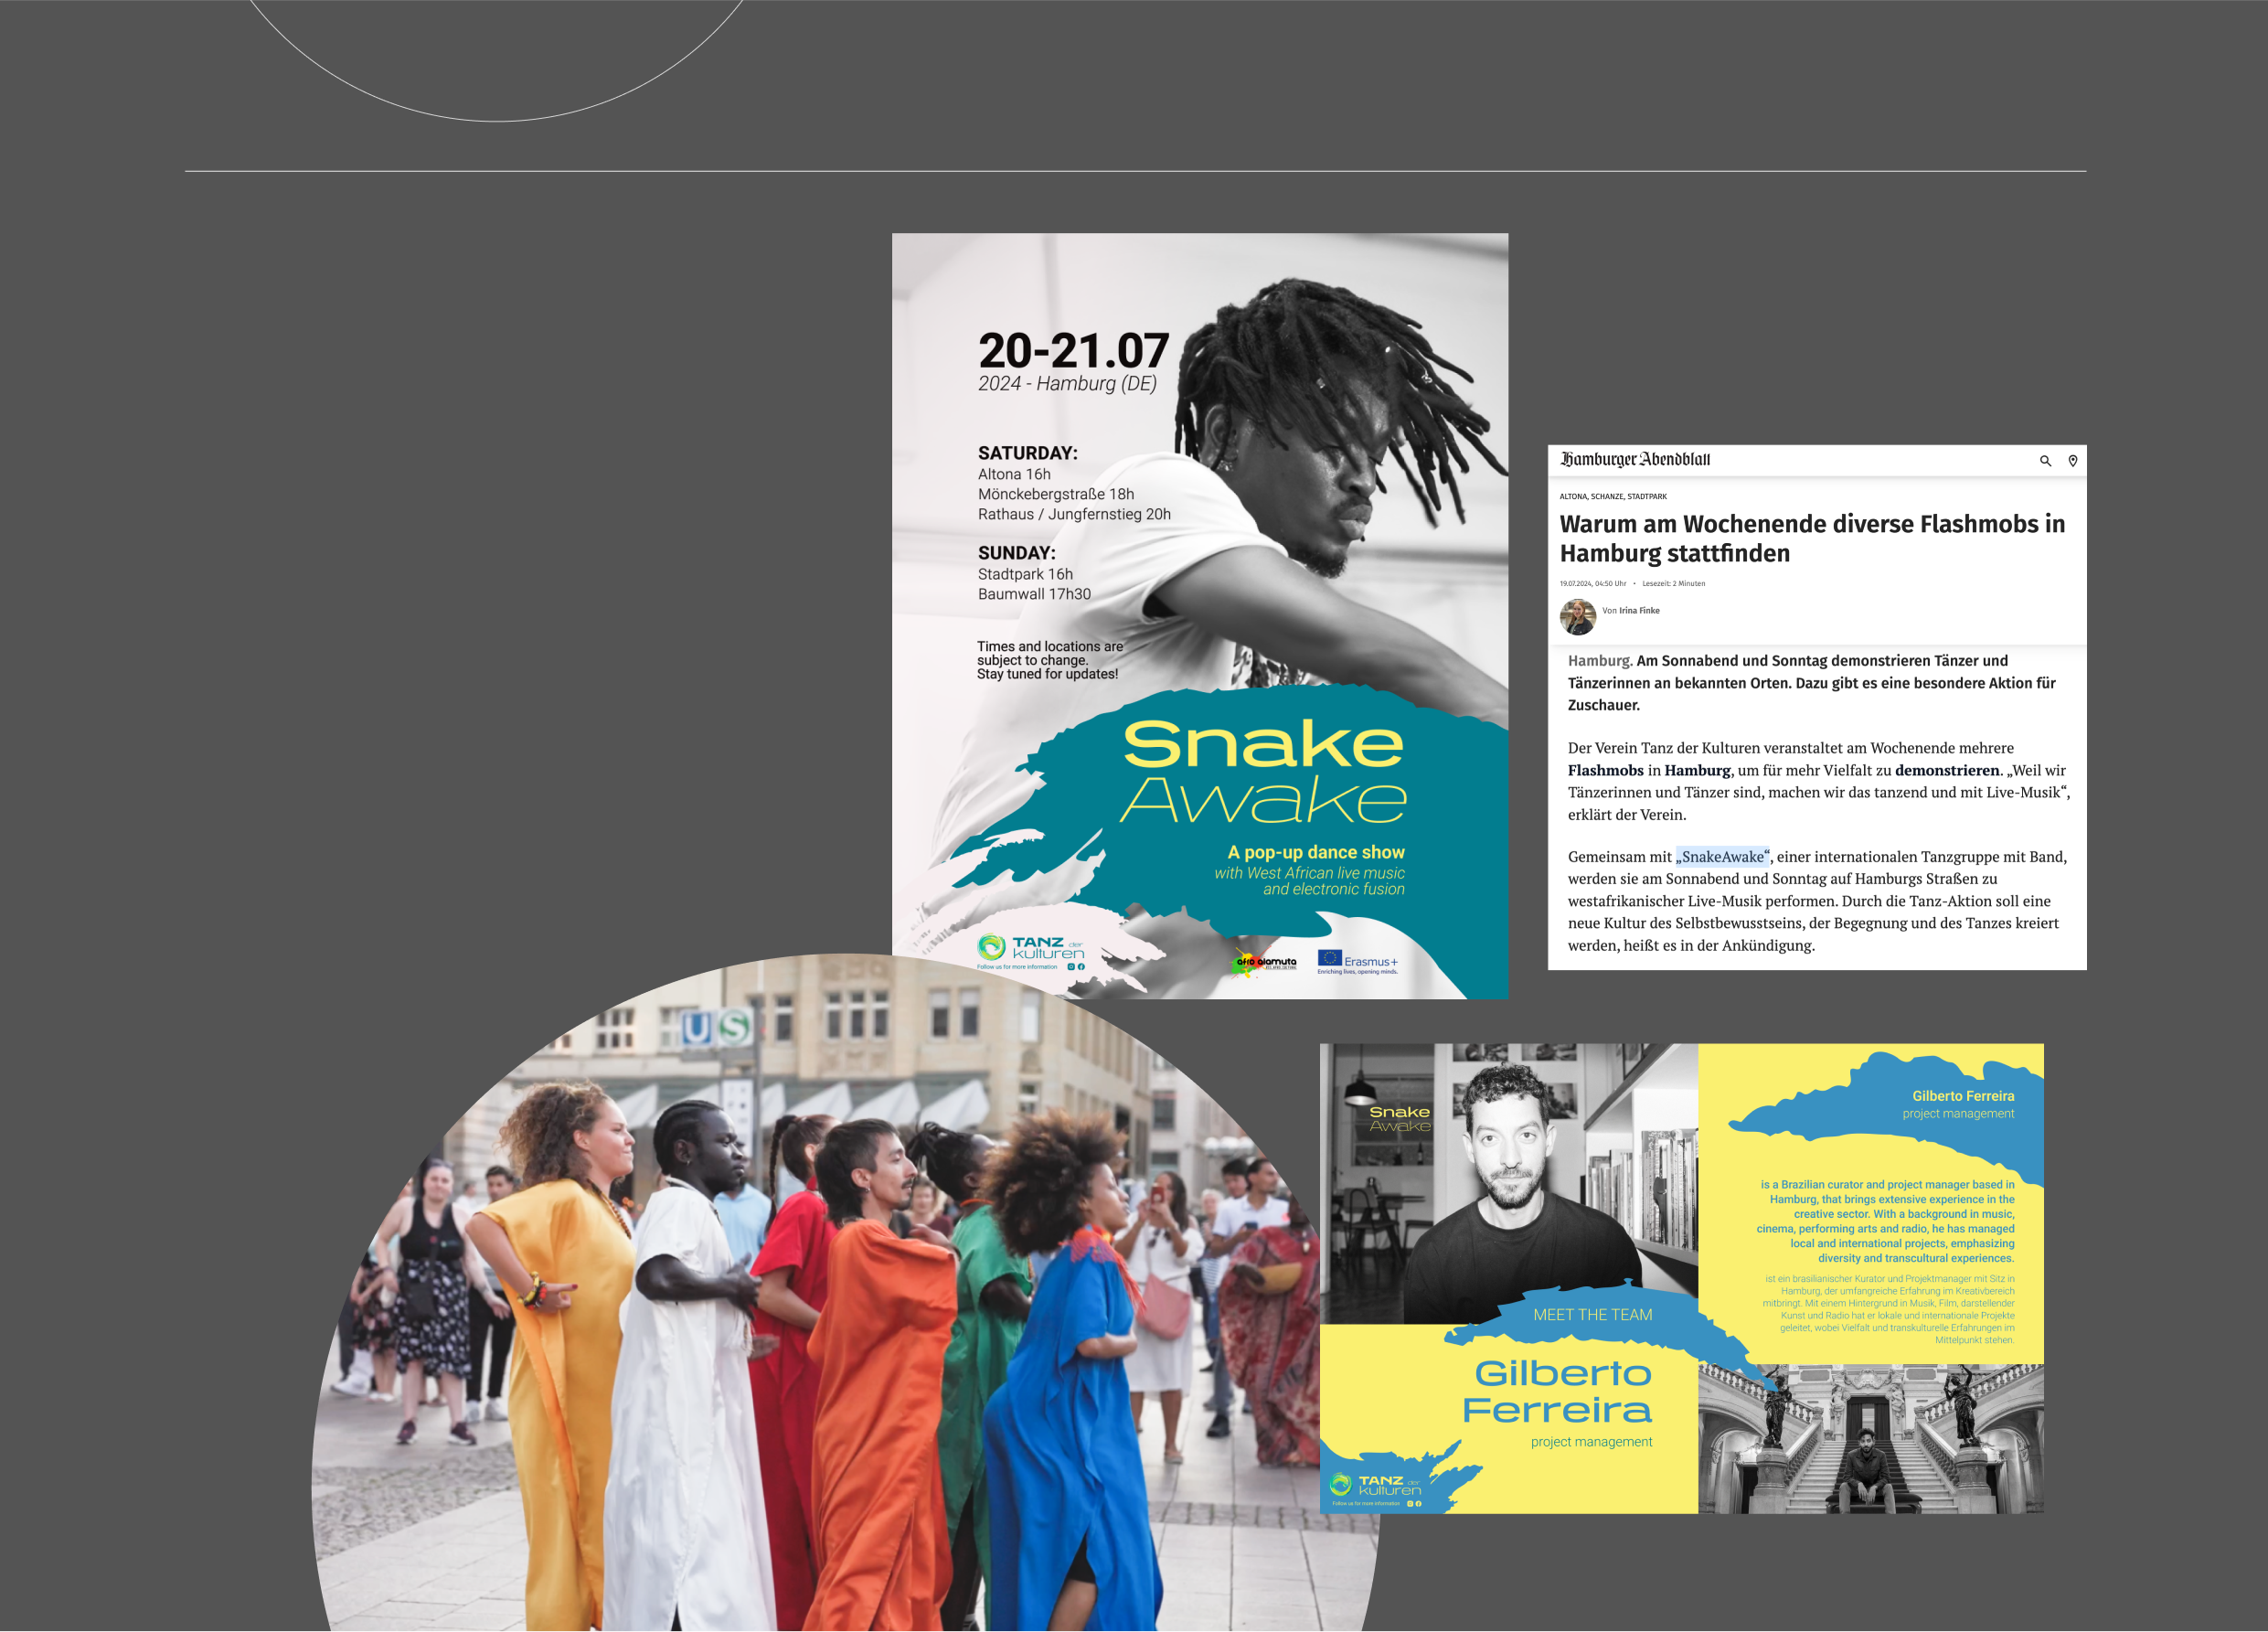 20-21.07
2024 - Hamburg (DE)
SATURDAY:
Altona 16h
Mönckebergstraße 18h
Rathaus / Jungfernstieg 20h
SUNDAY:
Stadtpark 16h
Baumwall 17h30
Times and locations are
subject to change.
Stay tuned for updates!
Snake
Awake
A pop-up dance show
with West African live music
and electronic fusion
TANZ der
kulturen
Follow us for more information
afro alamuta
Erasmus+
Enriching lives, opening minds.
Hamburger Abendblatt
ALTONA, SCHANZE, STADTPARK
Warum am Wochenende diverse Flashmobs in
Hamburg stattfinden
19.07.2024, 04:50 Uhr • Lesezeit: 2 Minuten
Von Irina Finke
Hamburg. Am Sonnabend und Sonntag demonstrieren Tänzer und
Tänzerinnen an bekannten Orten. Dazu gibt es eine besondere Aktion für
Zuschauer.
Der Verein Tanz der Kulturen veranstaltet am Wochenende mehrere
Flashmobs in Hamburg, um für mehr Vielfalt zu demonstrieren. „Weil wir
Tänzerinnen und Tänzer sind, machen wir das tanzend und mit Live-Musik“,
erklärt der Verein.
Gemeinsam mit „SnakeAwake“, einer internationalen Tanzgruppe mit Band,
werden sie am Sonnabend und Sonntag auf Hamburgs Straßen zu
westafrikanischer Live-Musik performen. Durch die Tanz-Aktion soll eine
neue Kultur des Selbstbewusstseins, der Begegnung und des Tanzes kreiert
werden, heißt es in der Ankündigung.
U S
Snake
Awake
MEET THE TEAM
Gilberto
Ferreira
project management
TANZ der
kulturen
Follow us for more information
Gilberto Ferreira
project management
is a Brazilian curator and project manager based in
Hamburg, that brings extensive experience in the
creative sector. With a background in music,
cinema, performing arts and radio, he has managed
local and international projects, emphasizing
diversity and transcultural experiences.
ist ein brasilianischer Kurator und Projektmanager mit Sitz in
Hamburg, der umfangreiche Erfahrung im Kreativbereich
mitbringt. Mit einem Hintergrund in Musik, Film, darstellender
Kunst und Radio hat er lokale und internationale Projekte
geleitet, wobei Vielfalt und transkulturelle Erfahrungen im
Mittelpunkt stehen.